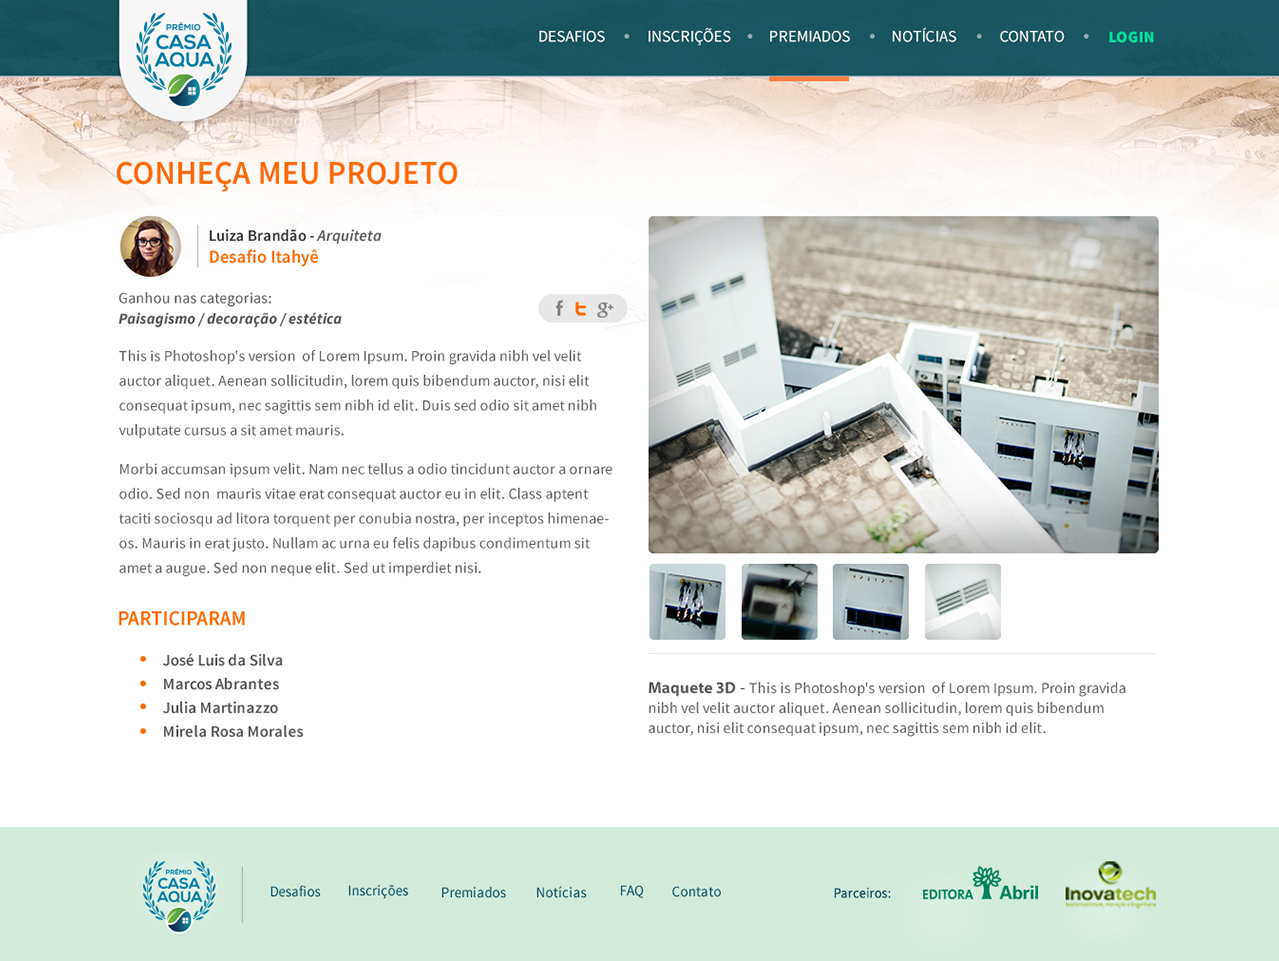 PRÊMIO
CASA
AQUA
DESAFIOS • INSCRIÇÕES • PREMIADOS • NOTÍCIAS • CONTATO • LOGIN
CONHEÇA MEU PROJETO
Luiza Brandão - Arquiteta
Desafio Itahyê
Ganhou nas categorias:
Paisagismo / decoração / estética
f t g+
This is Photoshop's version of Lorem Ipsum. Proin gravida nibh vel velit
auctor aliquet. Aenean sollicitudin, lorem quis bibendum auctor, nisi elit
consequat ipsum, nec sagittis sem nibh id elit. Duis sed odio sit amet nibh
vulputate cursus a sit amet mauris.
Morbi accumsan ipsum velit. Nam nec tellus a odio tincidunt auctor a ornare
odio. Sed non mauris vitae erat consequat auctor eu in elit. Class aptent
taciti sociosqu ad litora torquent per conubia nostra, per inceptos himenae-
os. Mauris in erat justo. Nullam ac urna eu felis dapibus condimentum sit
amet a augue. Sed non neque elit. Sed ut imperdiet nisi.
PARTICIPARAM
• José Luis da Silva
• Marcos Abrantes
• Julia Martinazzo
• Mirela Rosa Morales
Maquete 3D - This is Photoshop's version of Lorem Ipsum. Proin gravida
nibh vel velit auctor aliquet. Aenean sollicitudin, lorem quis bibendum
auctor, nisi elit consequat ipsum, nec sagittis sem nibh id elit.
PRÊMIO
CASA
AQUA
Desafios Inscrições Premiados Notícias FAQ Contato
Parceiros:
EDITORA Abril
Inovatech